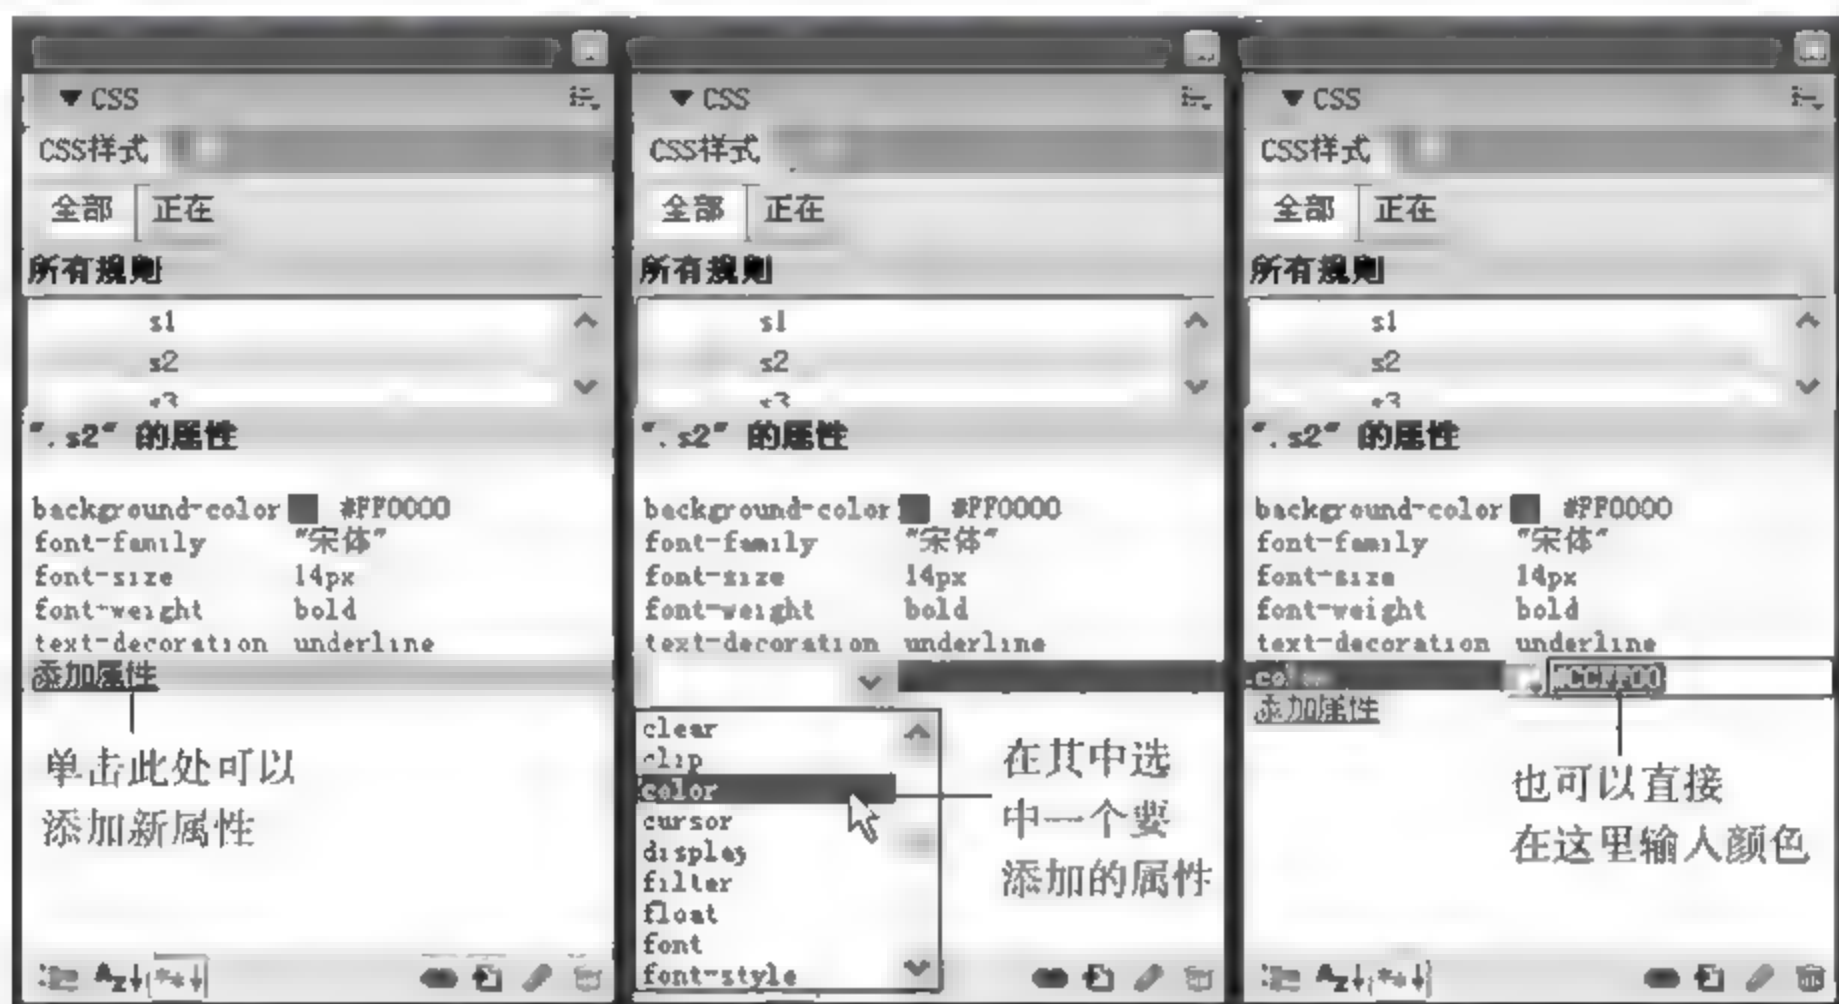 ▼ CSS
CSS样式
全部 正在
所有规则
s1
s2
s3
".s2" 的属性
background-color #FF0000
font-family "宋体"
font-size 14px
font-weight bold
text-decoration underline
添加属性
单击此处可以
添加新属性
▼ CSS
CSS样式
全部 正在
所有规则
s1
s2
s3
".s2" 的属性
background-color #FF0000
font-family "宋体"
font-size 14px
font-weight bold
text-decoration underline
clear
clip
color
cursor
display
filter
float
font
font-style
在其中选
中一个要
添加的属性
▼ CSS
CSS样式
全部 正在
所有规则
s1
s2
s3
".s2" 的属性
background-color #FF0000
font-family "宋体"
font-size 14px
font-weight bold
text-decoration underline
color #CCFF00
添加属性
也可以直接
在这里输入颜色